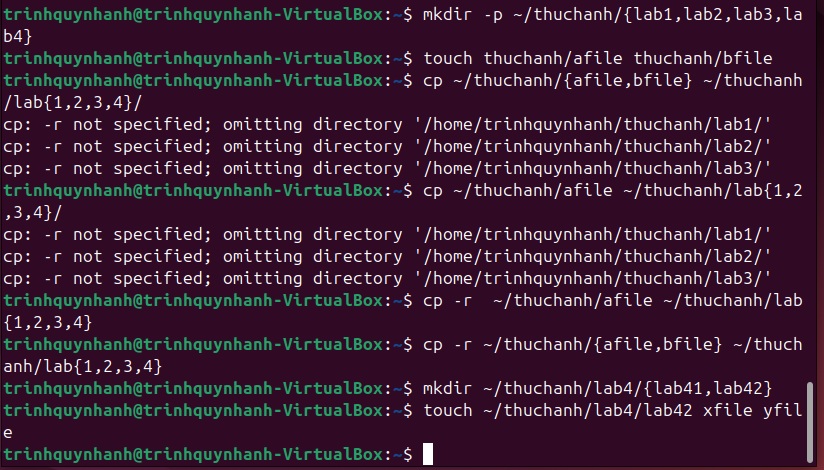 trinhquynhanh@trinhquynhanh-VirtualBox:~$ mkdir -p ~/thuchanh/{lab1,lab2,lab3,la
b4}
trinhquynhanh@trinhquynhanh-VirtualBox:~$ touch thuchanh/afile thuchanh/bfile
trinhquynhanh@trinhquynhanh-VirtualBox:~$ cp ~/thuchanh/{afile,bfile} ~/thuchanh
/lab{1,2,3,4}/
cp: -r not specified; omitting directory '/home/trinhquynhanh/thuchanh/lab1/'
cp: -r not specified; omitting directory '/home/trinhquynhanh/thuchanh/lab2/'
cp: -r not specified; omitting directory '/home/trinhquynhanh/thuchanh/lab3/'
trinhquynhanh@trinhquynhanh-VirtualBox:~$ cp ~/thuchanh/afile ~/thuchanh/lab{1,2
,3,4}/
cp: -r not specified; omitting directory '/home/trinhquynhanh/thuchanh/lab1/'
cp: -r not specified; omitting directory '/home/trinhquynhanh/thuchanh/lab2/'
cp: -r not specified; omitting directory '/home/trinhquynhanh/thuchanh/lab3/'
trinhquynhanh@trinhquynhanh-VirtualBox:~$ cp -r  ~/thuchanh/afile ~/thuchanh/lab
{1,2,3,4}
trinhquynhanh@trinhquynhanh-VirtualBox:~$ cp -r ~/thuchanh/{afile,bfile} ~/thuch
anh/lab{1,2,3,4}
trinhquynhanh@trinhquynhanh-VirtualBox:~$ mkdir ~/thuchanh/lab4/{lab41,lab42}
trinhquynhanh@trinhquynhanh-VirtualBox:~$ touch ~/thuchanh/lab4/lab42 xfile yfil
e
trinhquynhanh@trinhquynhanh-VirtualBox:~$